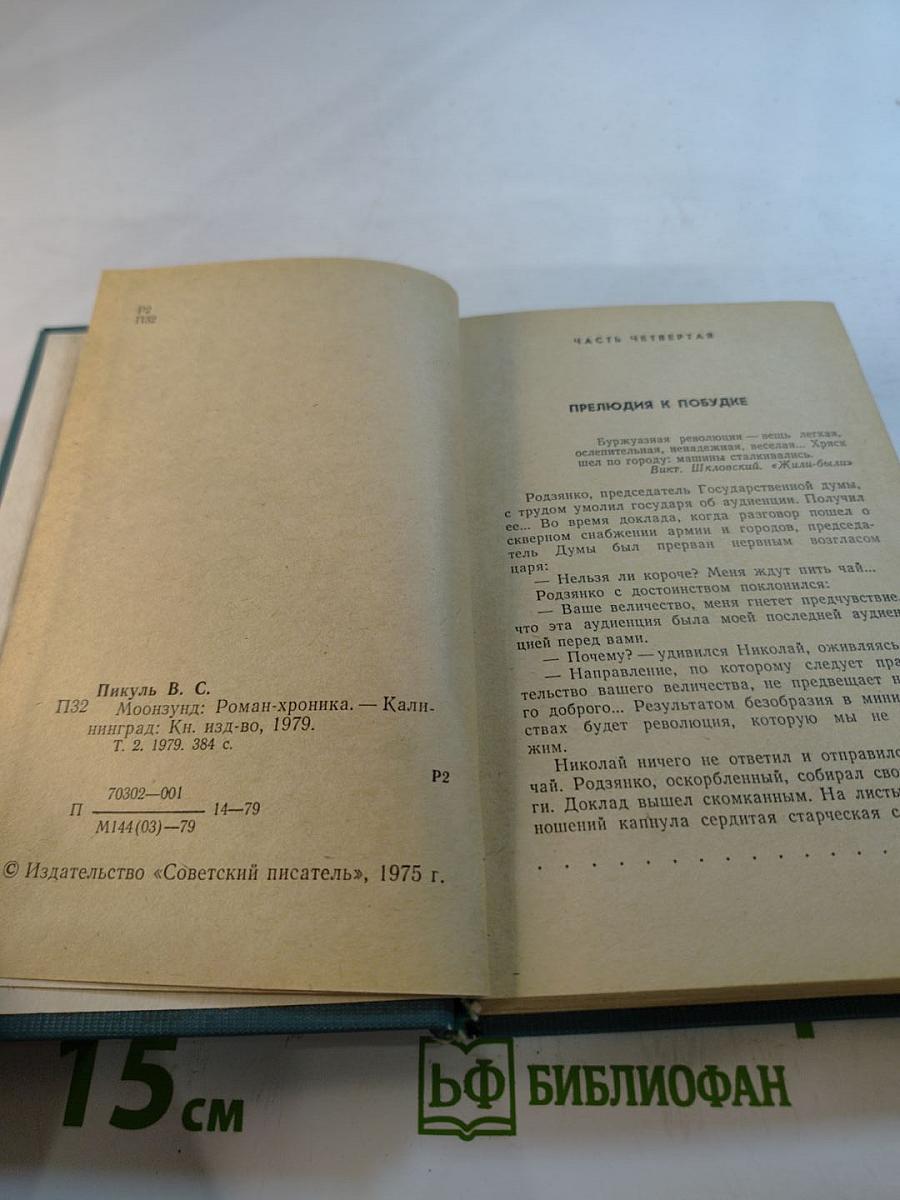 Р2
П32
Пикуль В. С.
П32 Моонзунд: Роман-хроника. — Кали-
нинград: Кн. изд-во, 1979.
Т. 2. 1979. 384 с.
Р2
70302—001
П 14—79
М144(03)—79
© Издательство «Советский писатель», 1975 г.
ЧАСТЬ ЧЕТВЕРТАЯ
ПРЕЛЮДИЯ К ПОБУДКЕ
Буржуазная революция — вещь легкая,
ослепительная, ненадежная, веселая... Хряск
шел по городу: машины сталкивались.
Викт. Шкловский. «Жили-были»
Родзянко, председатель Государственной думы,
с трудом умолил государя об аудиенции. Получил
ее... Во время доклада, когда разговор пошел о
скверном снабжении армии и городов, председа-
тель Думы был прерван нервным возгласом
царя:
— Нельзя ли короче? Меня ждут пить чай...
Родзянко с достоинством поклонился:
— Ваше величество, меня гнетет предчувствие,
что эта аудиенция была моей последней аудиен
цией перед вами.
— Почему? — удивился Николай, оживляясь
— Направление, по которому следует пра
тельство вашего величества, не предвещает н
го доброго... Результатом безобразия в мини
ствах будет революция, которую мы не
жим.
Николай ничего не ответил и отправилс
чай. Родзянко, оскорбленный, собирал сво
ги. Доклад вышел скомканным. На листы
ношений капнула сердитая старческая с
. . . . . . . . . . . . . . .
15 см
БФ БИБЛИОФАН